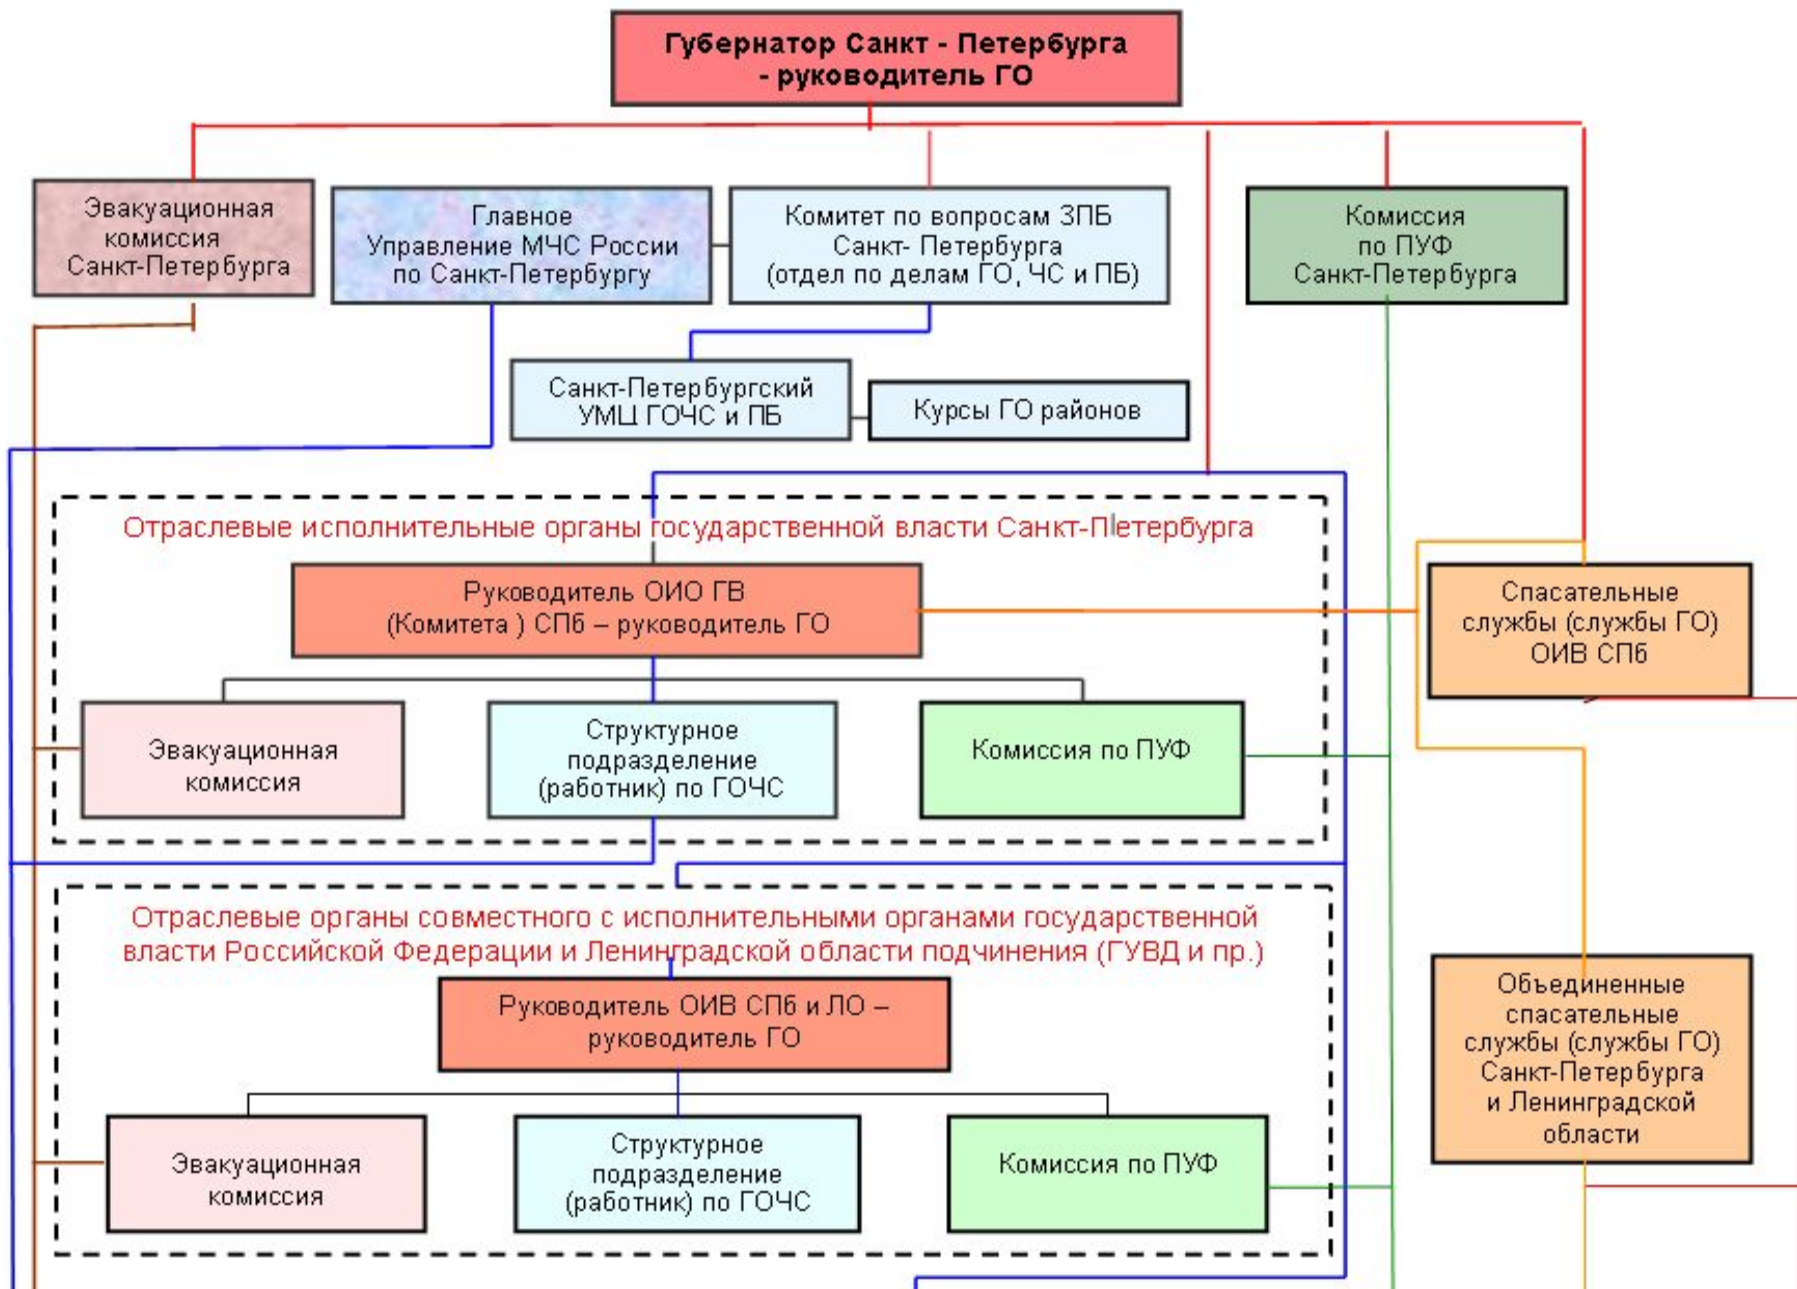 Губернатор Санкт - Петербурга
- руководитель ГО
Эвакуационная
комиссия
Санкт-Петербурга
Главное
Управление МЧС России
по Санкт-Петербургу
Комитет по вопросам ЗПБ
Санкт- Петербурга
(отдел по делам ГО, ЧС и ПБ)
Комиссия
по ПУФ
Санкт-Петербурга
Санкт-Петербургский
УМЦ ГОЧС и ПБ
Курсы ГО районов
Отраслевые исполнительные органы государственной власти Санкт-Петербурга
Руководитель ОИО ГВ
(Комитета ) СПб – руководитель ГО
Спасательные
службы (службы ГО)
ОИВ СПб
Эвакуационная
комиссия
Структурное
подразделение
(работник) по ГОЧС
Комиссия по ПУФ
Отраслевые органы совместного с исполнительными органами государственной
власти Российской Федерации и Ленинградской области подчинения (ГУВД и пр.)
Руководитель ОИВ СПб и ЛО –
руководитель ГО
Объединенные
спасательные
службы (службы ГО)
Санкт-Петербурга
и Ленинградской
области
Эвакуационная
комиссия
Структурное
подразделение
(работник) по ГОЧС
Комиссия по ПУФ